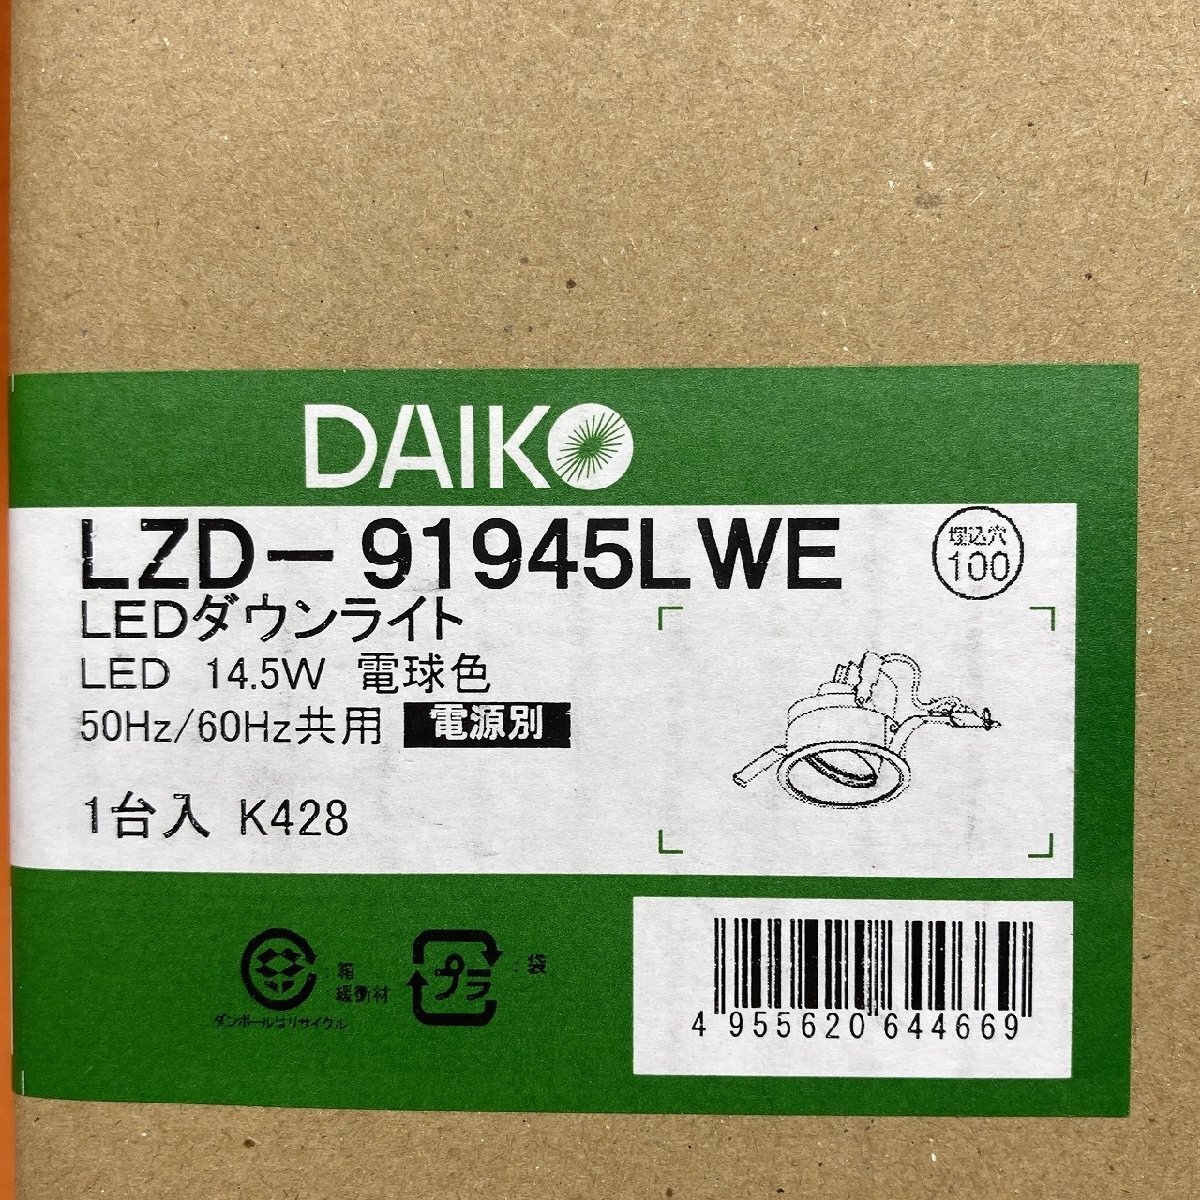 DAIKO
LZD-91945LWE
埋込穴
100
LEDダウンライト
LED 14.5W 電球色
50Hz/60Hz共用 電源別
1台入 K428
:箱
緩衝材
ダンボールはリサイクル
プラ
:袋
4 955620 644669